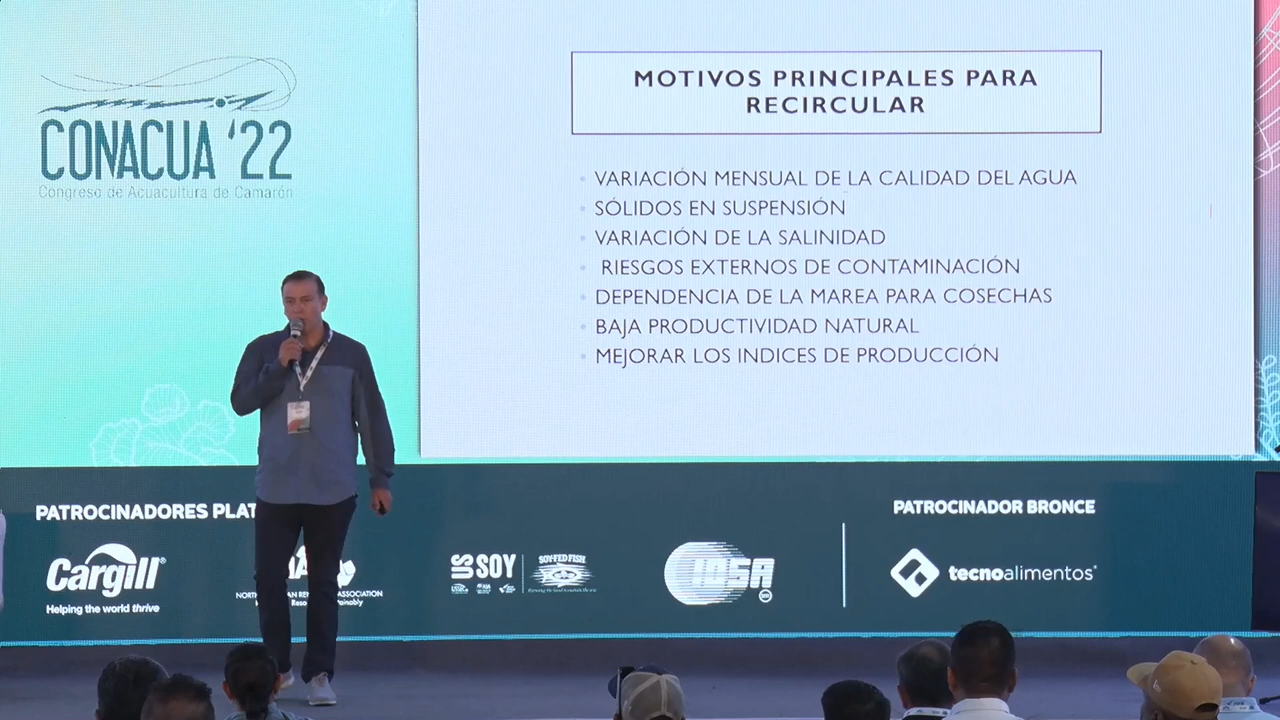 CONACUA '22
Congreso de Acuacultura de Camarón
MOTIVOS PRINCIPALES PARA
RECIRCULAR
VARIACIÓN MENSUAL DE LA CALIDAD DEL AGUA
SÓLIDOS EN SUSPENSIÓN
VARIACIÓN DE LA SALINIDAD
RIESGOS EXTERNOS DE CONTAMINACIÓN
DEPENDENCIA DE LA MAREA PARA COSECHAS
BAJA PRODUCTIVIDAD NATURAL
MEJORAR LOS INDICES DE PRODUCCIÓN
PATROCINADORES PLAT
PATROCINADOR BRONCE
Cargill®
Helping the world thrive
ASSOCIATION
US SOY
SOY-FED FISH
tecnoalimentos